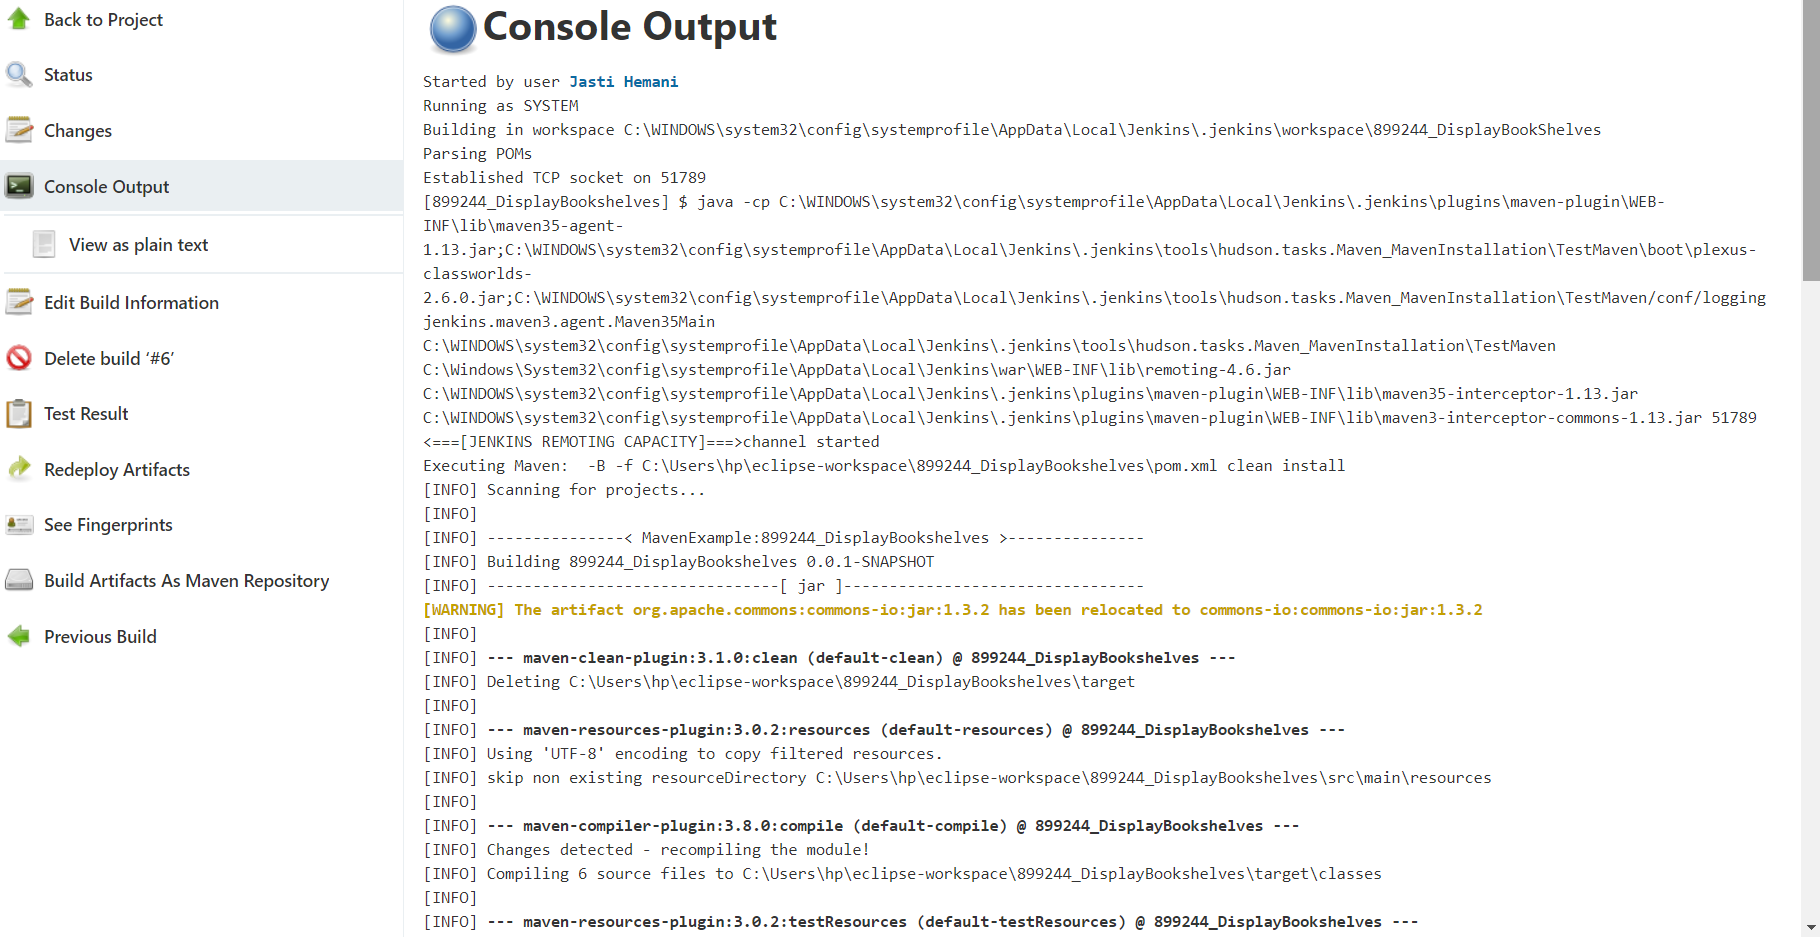 Back to Project
Status
Changes
Console Output
View as plain text
Edit Build Information
Delete build ‘#6’
Test Result
Redeploy Artifacts
See Fingerprints
Build Artifacts As Maven Repository
Previous Build
Console Output
Started by user Jasti Hemani
Running as SYSTEM
Building in workspace C:\WINDOWS\system32\config\systemprofile\AppData\Local\Jenkins\.jenkins\workspace\899244_DisplayBookShelves
Parsing POMs
Established TCP socket on 51789
[899244_DisplayBookshelves] $ java -cp C:\WINDOWS\system32\config\systemprofile\AppData\Local\Jenkins\.jenkins\plugins\maven-plugin\WEB-
INF\lib\maven35-agent-
1.13.jar;C:\WINDOWS\system32\config\systemprofile\AppData\Local\Jenkins\.jenkins\tools\hudson.tasks.Maven_MavenInstallation\TestMaven\boot\plexus-
classworlds-
2.6.0.jar;C:\WINDOWS\system32\config\systemprofile\AppData\Local\Jenkins\.jenkins\tools\hudson.tasks.Maven_MavenInstallation\TestMaven/conf/logging
jenkins.maven3.agent.Maven35Main
C:\WINDOWS\system32\config\systemprofile\AppData\Local\Jenkins\.jenkins\tools\hudson.tasks.Maven_MavenInstallation\TestMaven
C:\Windows\System32\config\systemprofile\AppData\Local\Jenkins\war\WEB-INF\lib\remoting-4.6.jar
C:\WINDOWS\system32\config\systemprofile\AppData\Local\Jenkins\.jenkins\plugins\maven-plugin\WEB-INF\lib\maven35-interceptor-1.13.jar
C:\WINDOWS\system32\config\systemprofile\AppData\Local\Jenkins\.jenkins\plugins\maven-plugin\WEB-INF\lib\maven3-interceptor-commons-1.13.jar 51789
<===[JENKINS REMOTING CAPACITY]===>channel started
Executing Maven:  -B -f C:\Users\hp\eclipse-workspace\899244_DisplayBookshelves\pom.xml clean install
[INFO] Scanning for projects...
[INFO]
[INFO] ---------------< MavenExample:899244_DisplayBookshelves >---------------
[INFO] Building 899244_DisplayBookshelves 0.0.1-SNAPSHOT
[INFO] --------------------------------[ jar ]---------------------------------
[WARNING] The artifact org.apache.commons:commons-io:jar:1.3.2 has been relocated to commons-io:commons-io:jar:1.3.2
[INFO]
[INFO] --- maven-clean-plugin:3.1.0:clean (default-clean) @ 899244_DisplayBookshelves ---
[INFO] Deleting C:\Users\hp\eclipse-workspace\899244_DisplayBookshelves\target
[INFO]
[INFO] --- maven-resources-plugin:3.0.2:resources (default-resources) @ 899244_DisplayBookshelves ---
[INFO] Using 'UTF-8' encoding to copy filtered resources.
[INFO] skip non existing resourceDirectory C:\Users\hp\eclipse-workspace\899244_DisplayBookshelves\src\main\resources
[INFO]
[INFO] --- maven-compiler-plugin:3.8.0:compile (default-compile) @ 899244_DisplayBookshelves ---
[INFO] Changes detected - recompiling the module!
[INFO] Compiling 6 source files to C:\Users\hp\eclipse-workspace\899244_DisplayBookshelves\target\classes
[INFO]
[INFO] --- maven-resources-plugin:3.0.2:testResources (default-testResources) @ 899244_DisplayBookshelves ---